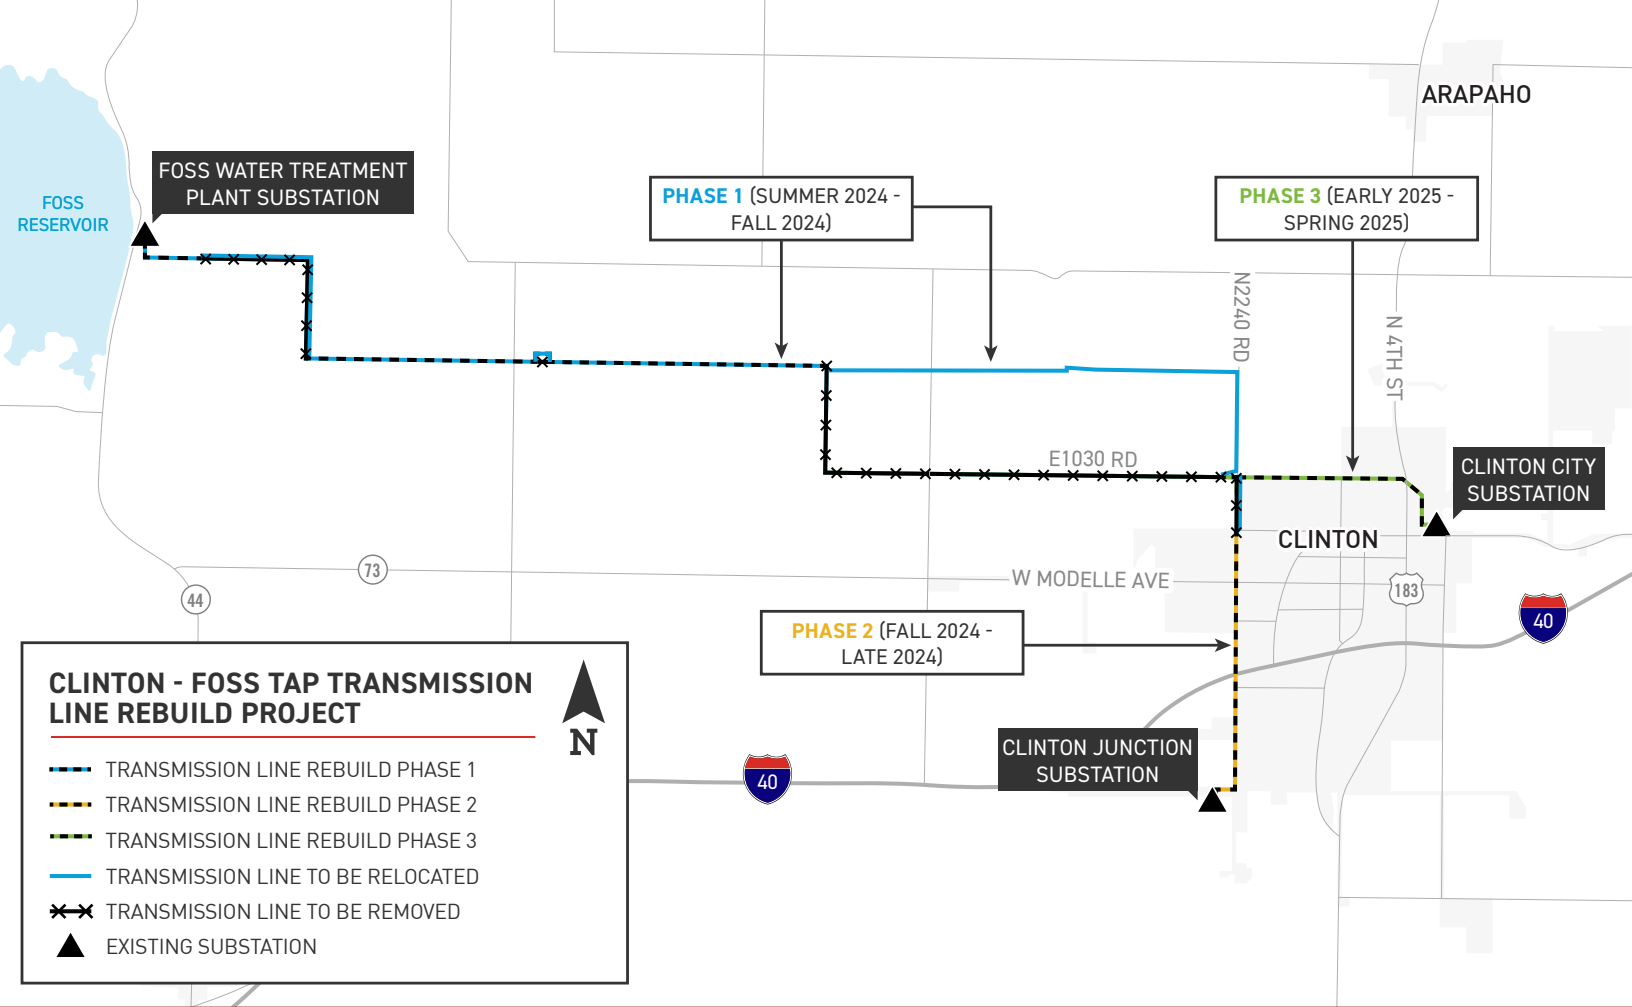 ARAPAHO
FOSS WATER TREATMENT
PLANT SUBSTATION
FOSS
RESERVOIR
PHASE 1 (SUMMER 2024 -
FALL 2024)
PHASE 3 (EARLY 2025 -
SPRING 2025)
N2240 RD
N 4TH ST
E1030 RD
CLINTON CITY
SUBSTATION
CLINTON
73
W MODELLE AVE
183
44
40
PHASE 2 (FALL 2024 -
LATE 2024)
CLINTON JUNCTION
SUBSTATION
40
CLINTON - FOSS TAP TRANSMISSION
LINE REBUILD PROJECT
N
TRANSMISSION LINE REBUILD PHASE 1
TRANSMISSION LINE REBUILD PHASE 2
TRANSMISSION LINE REBUILD PHASE 3
TRANSMISSION LINE TO BE RELOCATED
TRANSMISSION LINE TO BE REMOVED
EXISTING SUBSTATION